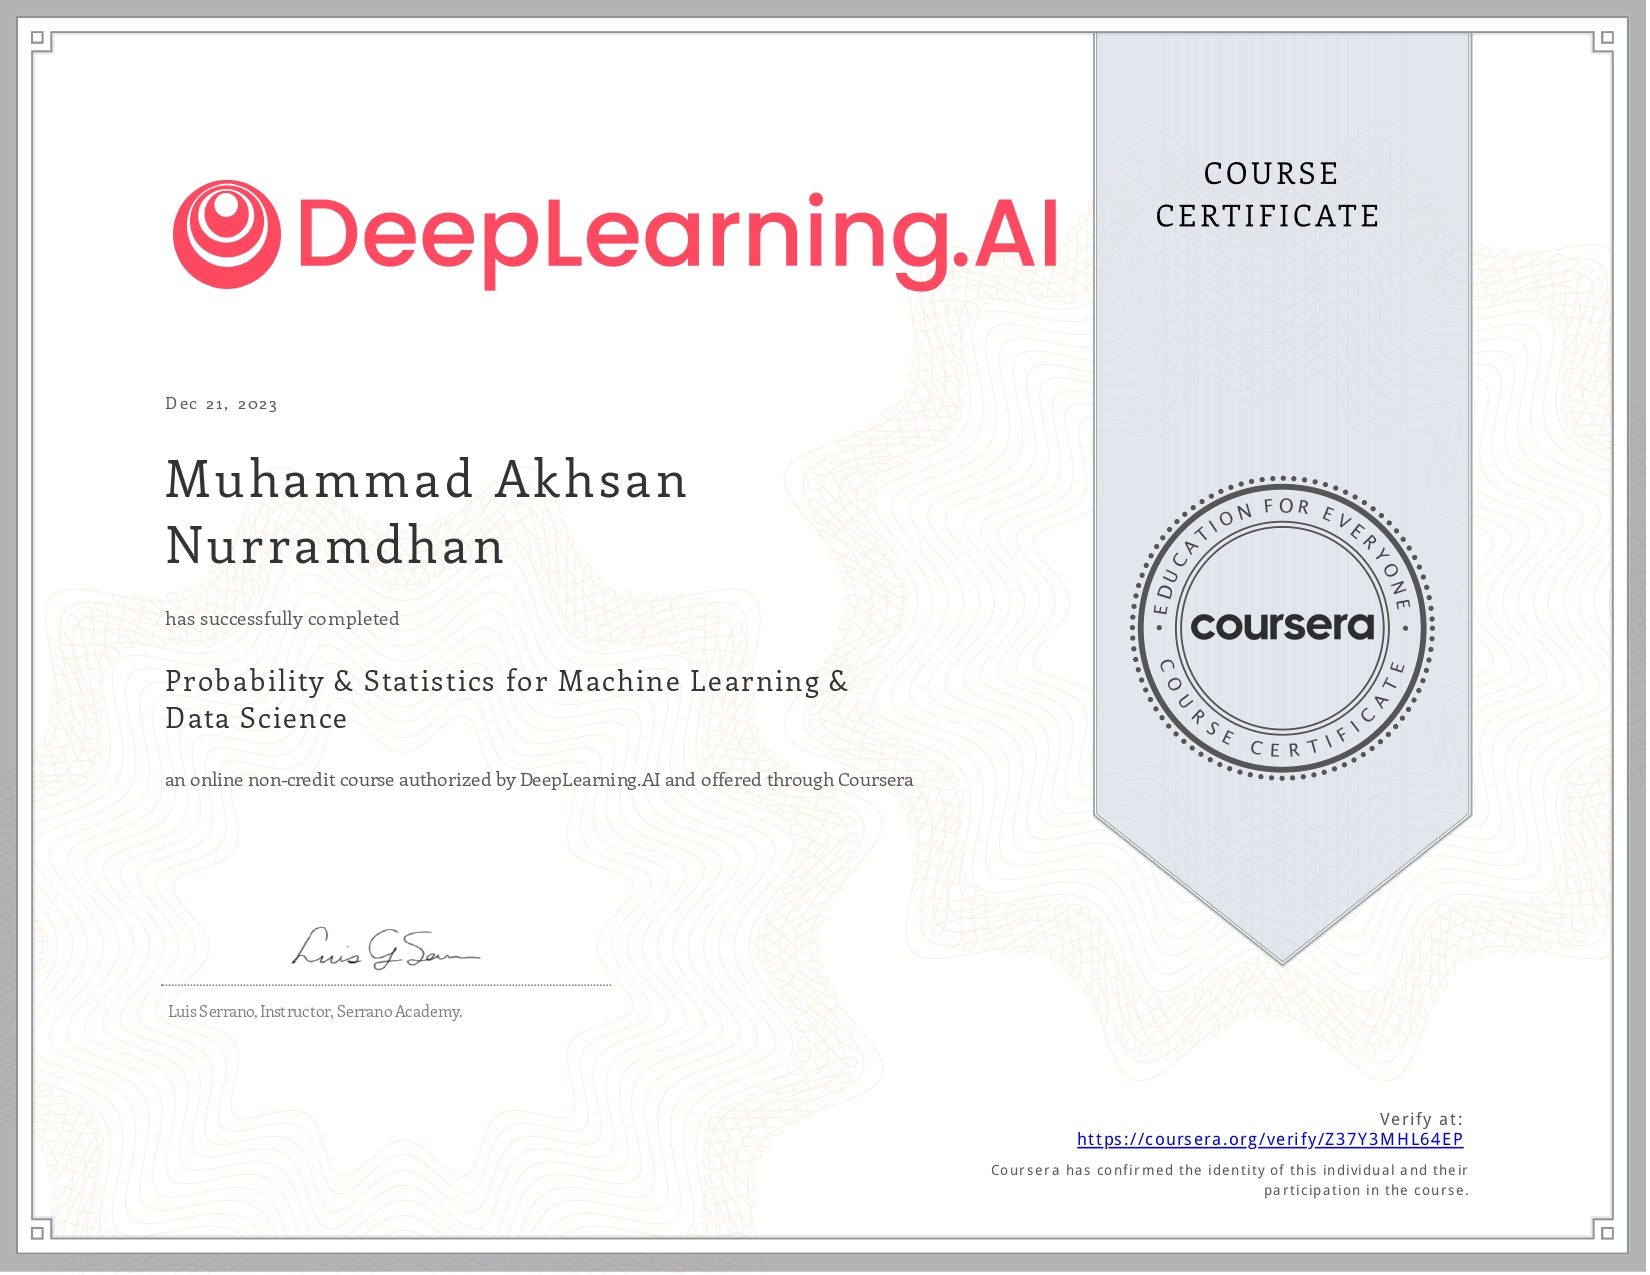 DeepLearning.AI
COURSE
CERTIFICATE
Dec 21, 2023
Muhammad Akhsan
Nurramdhan
has successfully completed
Probability & Statistics for Machine Learning &
Data Science
an online non-credit course authorized by DeepLearning.AI and offered through Coursera
EDUCATION FOR EVERYONE
coursera
COURSE CERTIFICATE
Luis G Serr
Luis Serrano, Instructor, Serrano Academy.
Verify at:
https://coursera.org/verify/Z37Y3MHL64EP
Coursera has confirmed the identity of this individual and their
participation in the course.